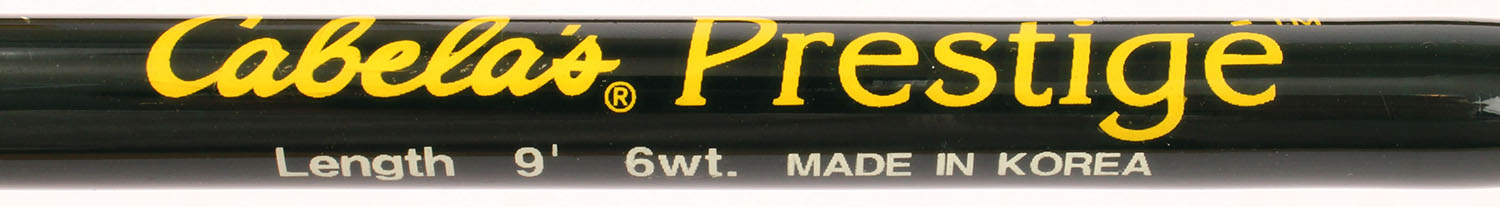 Cabela's® Prestigé™
Length 9' 6wt. MADE IN KOREA